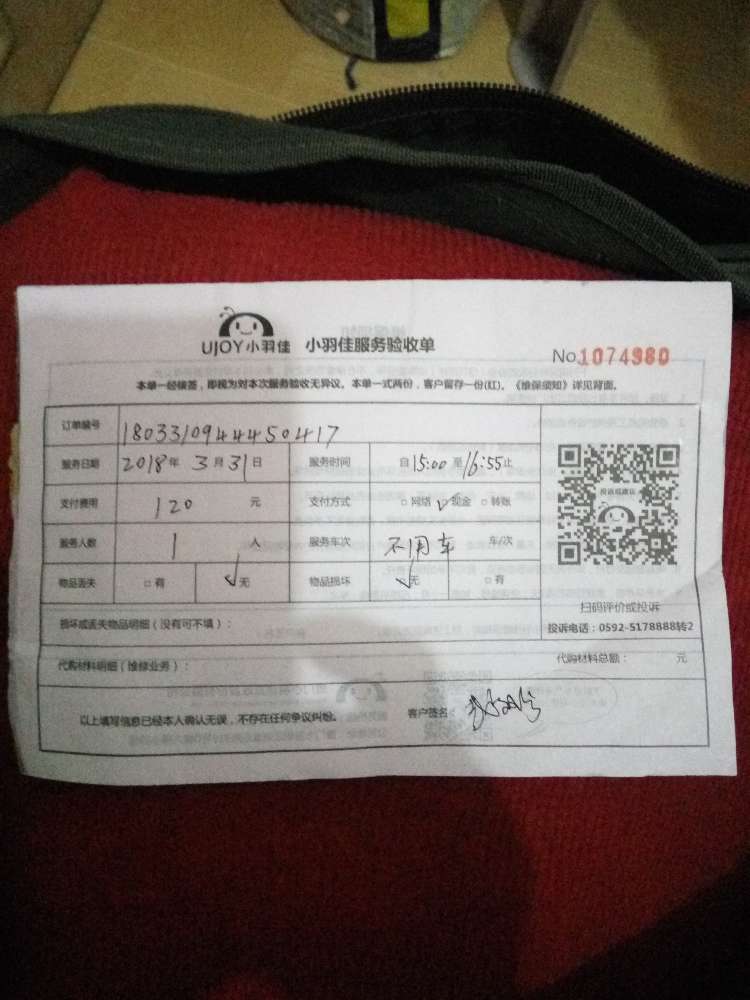 UJOY小羽佳 小羽佳服务验收单 No.1074980
本单一经核签，即视为对本次服务验收无异议。本单一式两份，客户留存一份(红)。《维保须知》详见背面。
订单编号 180331094445​0417
服务日期 2018年 3月31日 服务时间 自15:00至16:55止
支付费用 120 元 支付方式 □网络 √现金 □转账
服务人数 1 人 服务车次 不用车 车/次
物品丢失 □有 √无 物品损坏 √无 □有
投诉或建议
扫码评价或投诉
投诉电话：0592-5178888转2
损坏或丢失物品明细（没有可不填）：
代购材料明细（维修业务）： 代购材料总额： 元
以上填写信息已经本人确认无误，不存在任何争议纠纷。 客户签名：